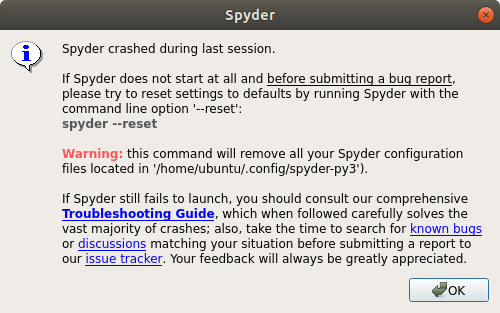 Spyder
Spyder crashed during last session.
If Spyder does not start at all and before submitting a bug report,
please try to reset settings to defaults by running Spyder with the
command line option '--reset':
spyder --reset
Warning: this command will remove all your Spyder configuration
files located in '/home/ubuntu/.config/spyder-py3').
If Spyder still fails to launch, you should consult our comprehensive
Troubleshooting Guide, which when followed carefully solves the
vast majority of crashes; also, take the time to search for known bugs
or discussions matching your situation before submitting a report to
our issue tracker. Your feedback will always be greatly appreciated.
OK